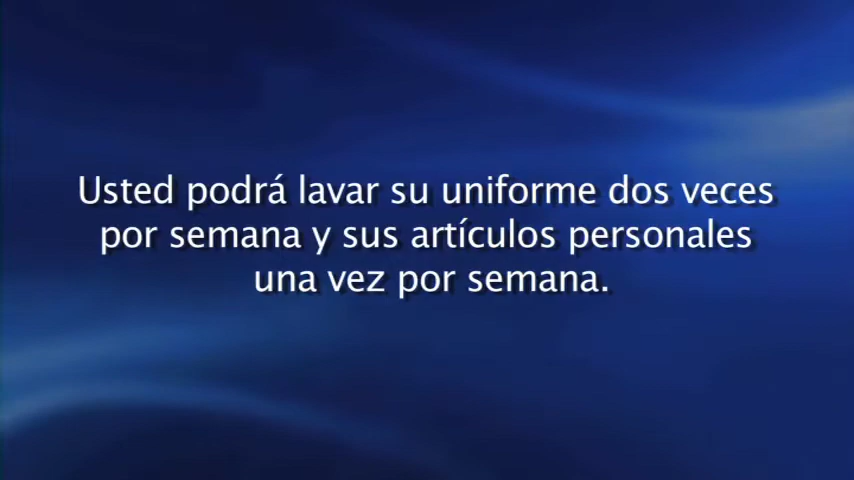 Usted podrá lavar su uniforme dos veces
por semana y sus artículos personales
una vez por semana.